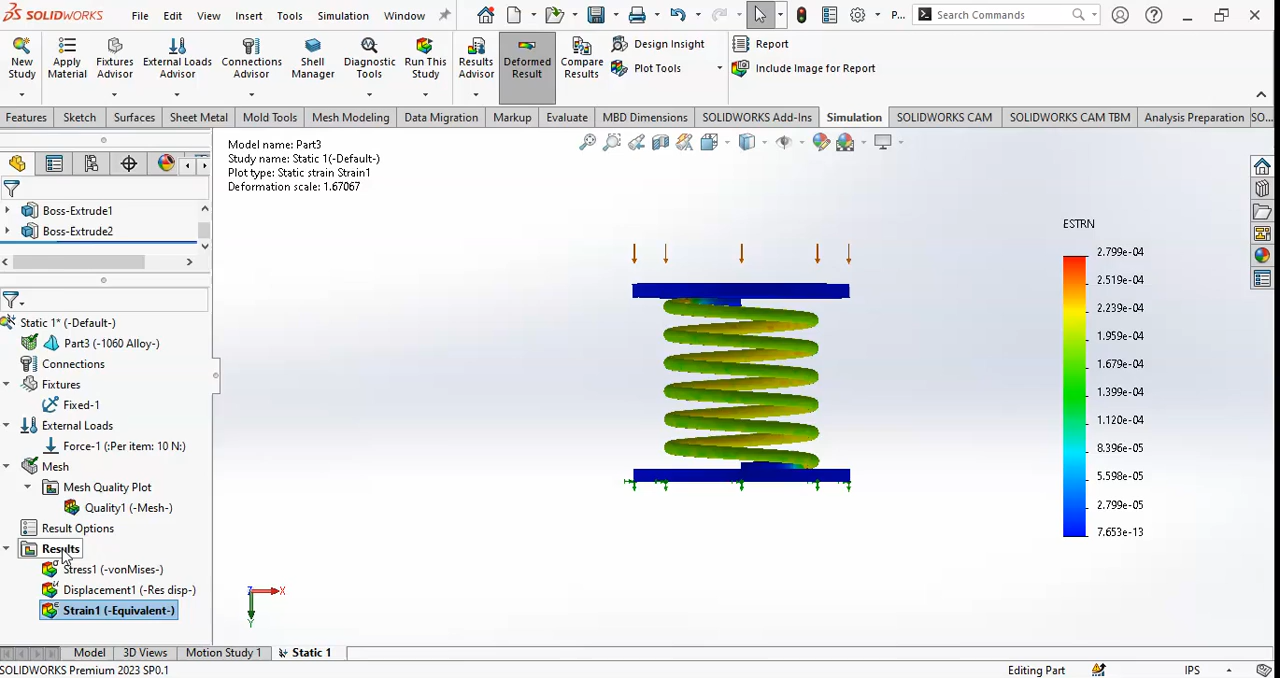 SOLIDWORKS File Edit View Insert Tools Simulation Window P... Search Commands
New Study
Apply Material
Fixtures Advisor
External Loads Advisor
Connections Advisor
Shell Manager
Diagnostic Tools
Run This Study
Results Advisor
Deformed Result
Compare Results
Design Insight
Plot Tools
Report
Include Image for Report
Features Sketch Surfaces Sheet Metal Mold Tools Mesh Modeling Data Migration Markup Evaluate MBD Dimensions SOLIDWORKS Add-Ins Simulation SOLIDWORKS CAM SOLIDWORKS CAM TBM Analysis Preparation SO...
Boss-Extrude1
Boss-Extrude2
Static 1* (-Default-)
Part3 (-1060 Alloy-)
Connections
Fixtures
Fixed-1
External Loads
Force-1 (:Per item: 10 N:)
Mesh
Mesh Quality Plot
Quality1 (-Mesh-)
Result Options
Results
Stress1 (-vonMises-)
Displacement1 (-Res disp-)
Strain1 (-Equivalent-)
Model name: Part3
Study name: Static 1(-Default-)
Plot type: Static strain Strain1
Deformation scale: 1.67067
ESTRN
2.799e-04
2.519e-04
2.239e-04
1.959e-04
1.679e-04
1.399e-04
1.120e-04
8.397e-05
5.598e-05
2.799e-05
7.653e-13
Z X
Y
Model 3D Views Motion Study 1 Static 1
SOLIDWORKS Premium 2023 SP0.1 Editing Part IPS